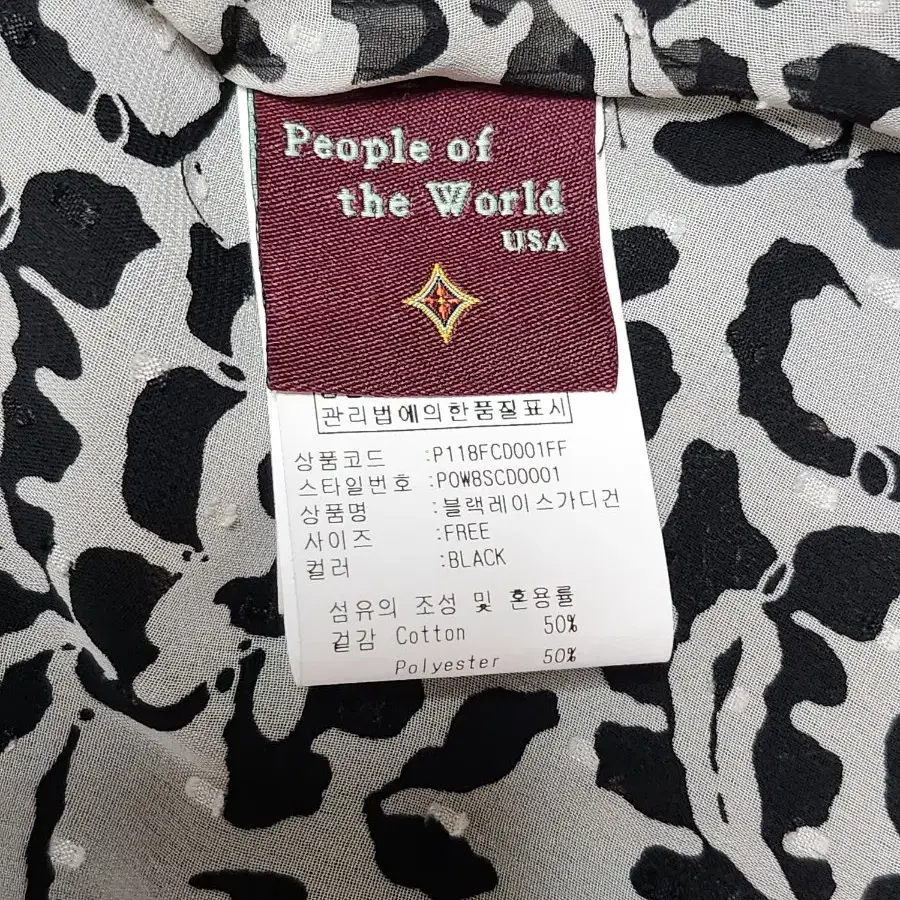 People of
the World
USA
관리법에의한품질표시
상품코드 :P118FCD001FF
스타일번호 :POW8SCD0001
상품명 :블랙레이스가디건
사이즈 :FREE
컬러 :BLACK
섬유의 조성 및 혼용률
겉감 Cotton 50%
Polyester 50%